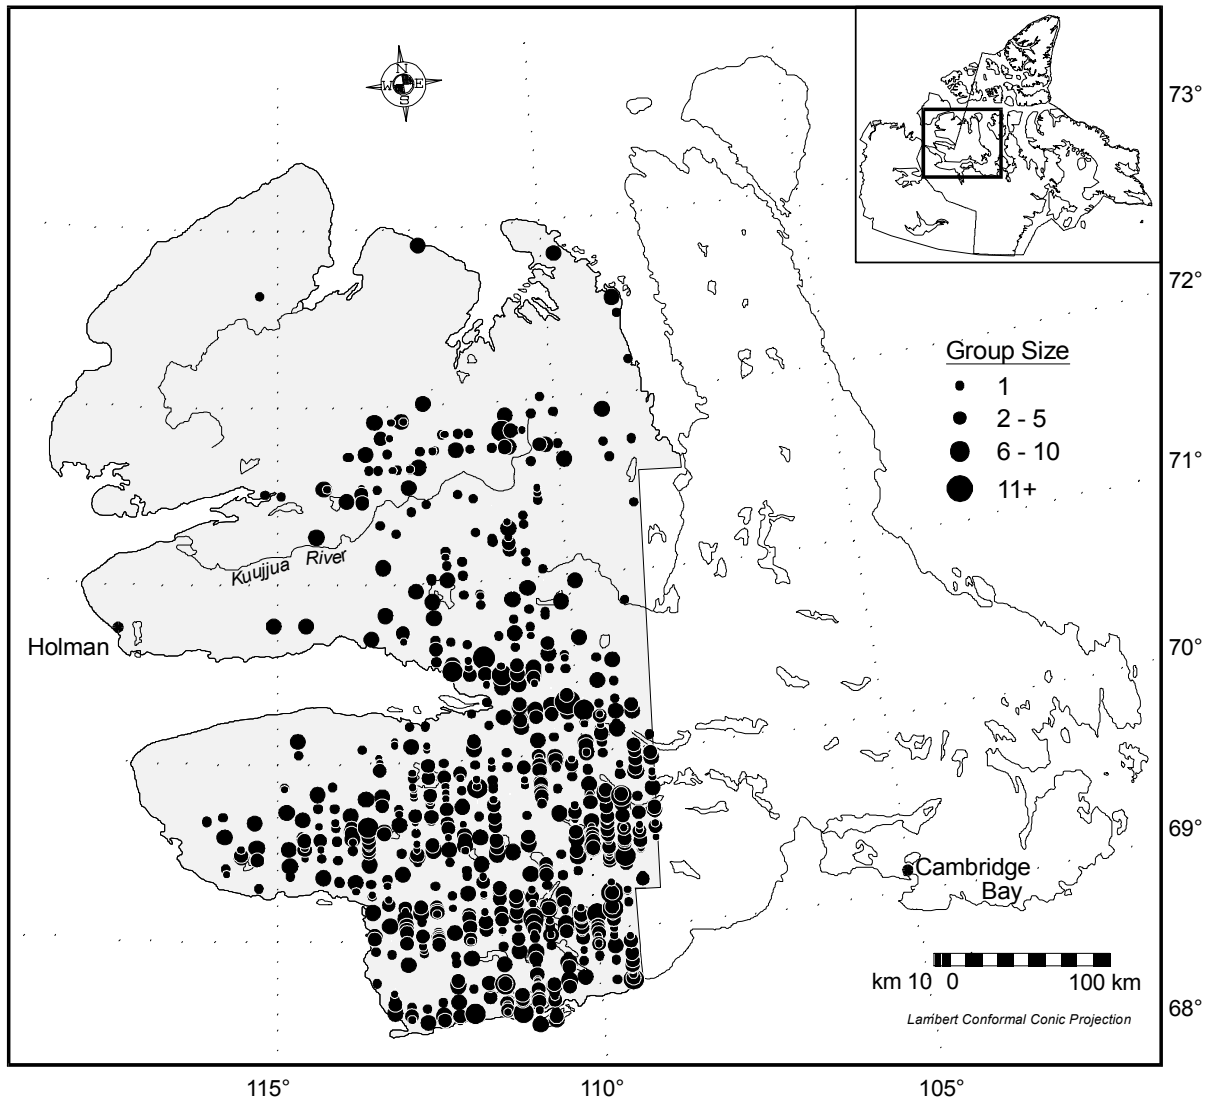 N
W E
S
73°
72°
71°
70°
69°
68°
Group Size
1
2 - 5
6 - 10
11+
Kuujjua River
Holman
Cambridge
Bay
km 10 0 100 km
Lambert Conformal Conic Projection
115° 110° 105°